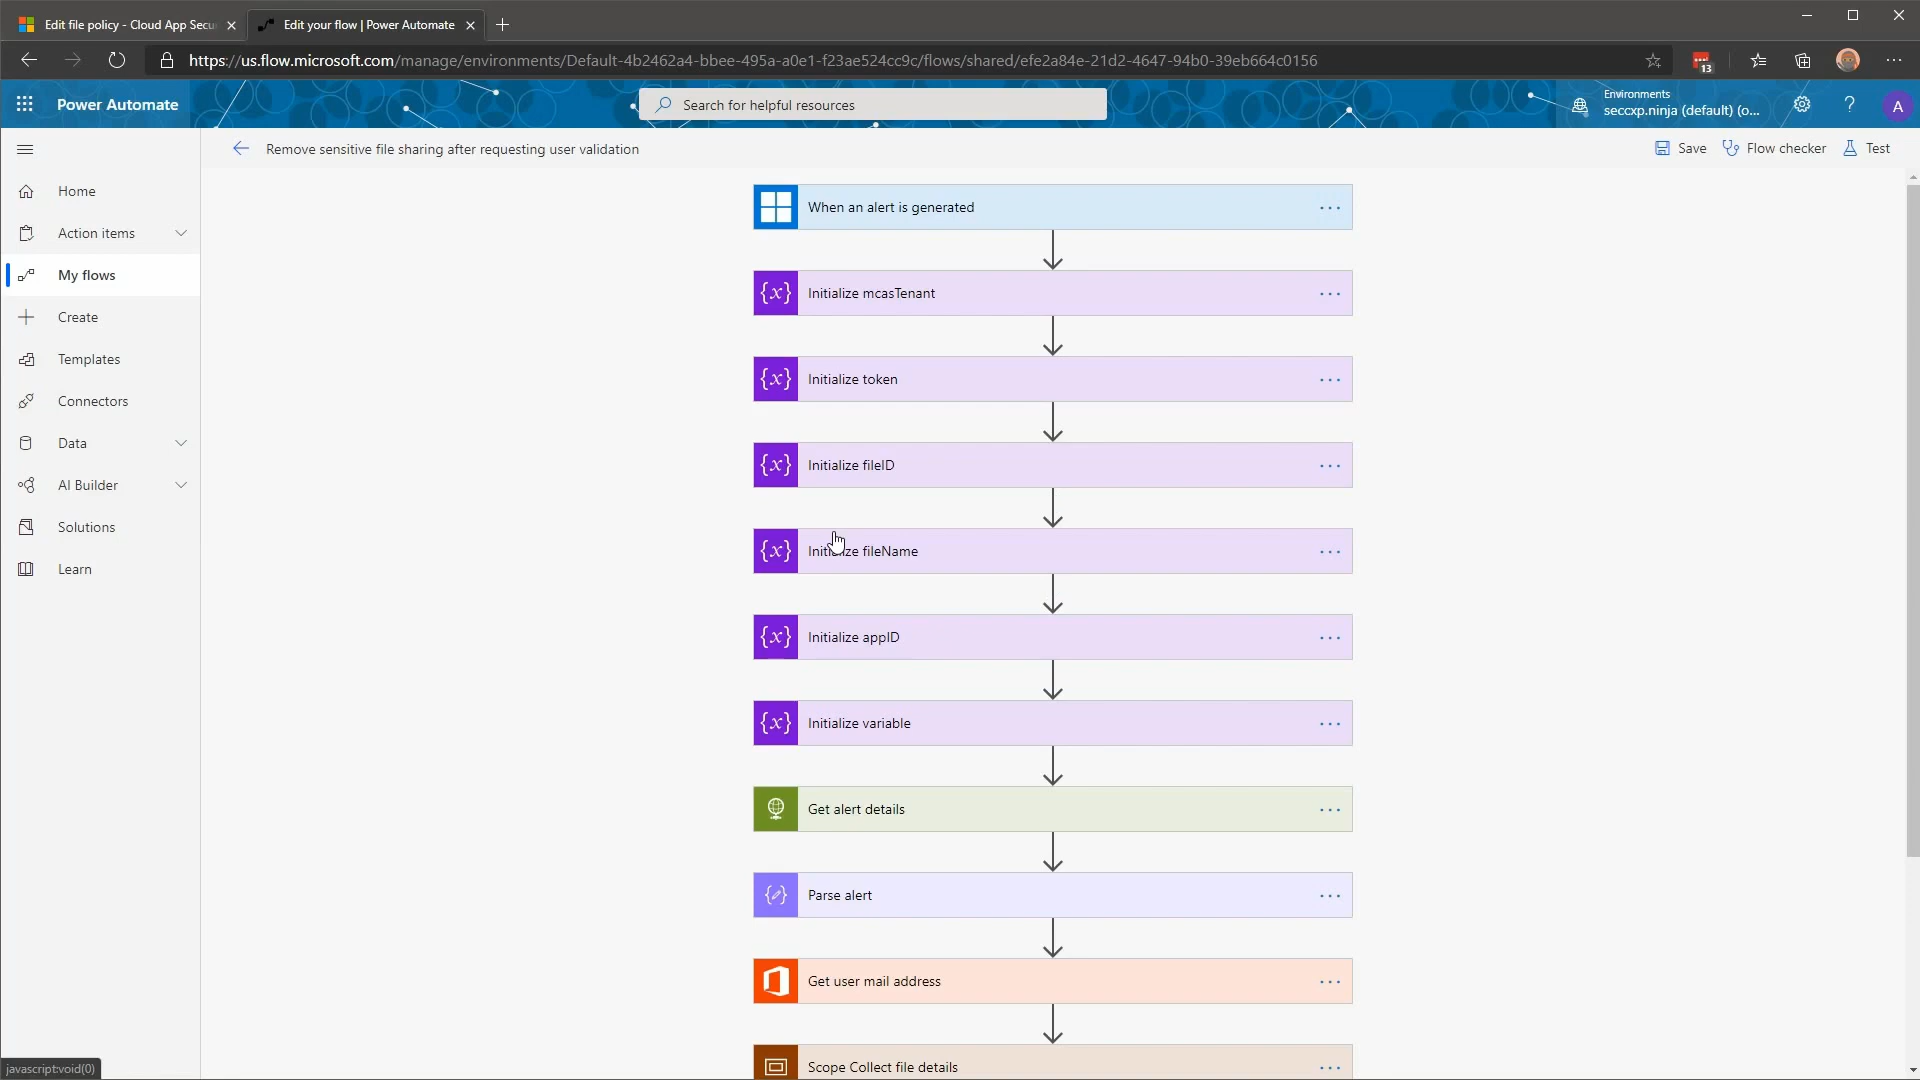 Edit file policy - Cloud App Secu
Edit your flow | Power Automate
https://us.flow.microsoft.com/manage/environments/Default-4b2462a4-bbee-495a-a0e1-f23ae524cc9c/flows/shared/efe2a84e-21d2-4647-94b0-39eb664c0156
13
Power Automate
Search for helpful resources
Environments
seccxp.ninja (default) (o...
?
A
Remove sensitive file sharing after requesting user validation
Save
Flow checker
Test
Home
Action items
My flows
Create
Templates
Connectors
Data
AI Builder
Solutions
Learn
When an alert is generated
{x} Initialize mcasTenant
{x} Initialize token
{x} Initialize fileID
{x} Initialize fileName
{x} Initialize appID
{x} Initialize variable
Get alert details
Parse alert
Get user mail address
Scope Collect file details
javascript:void(0)